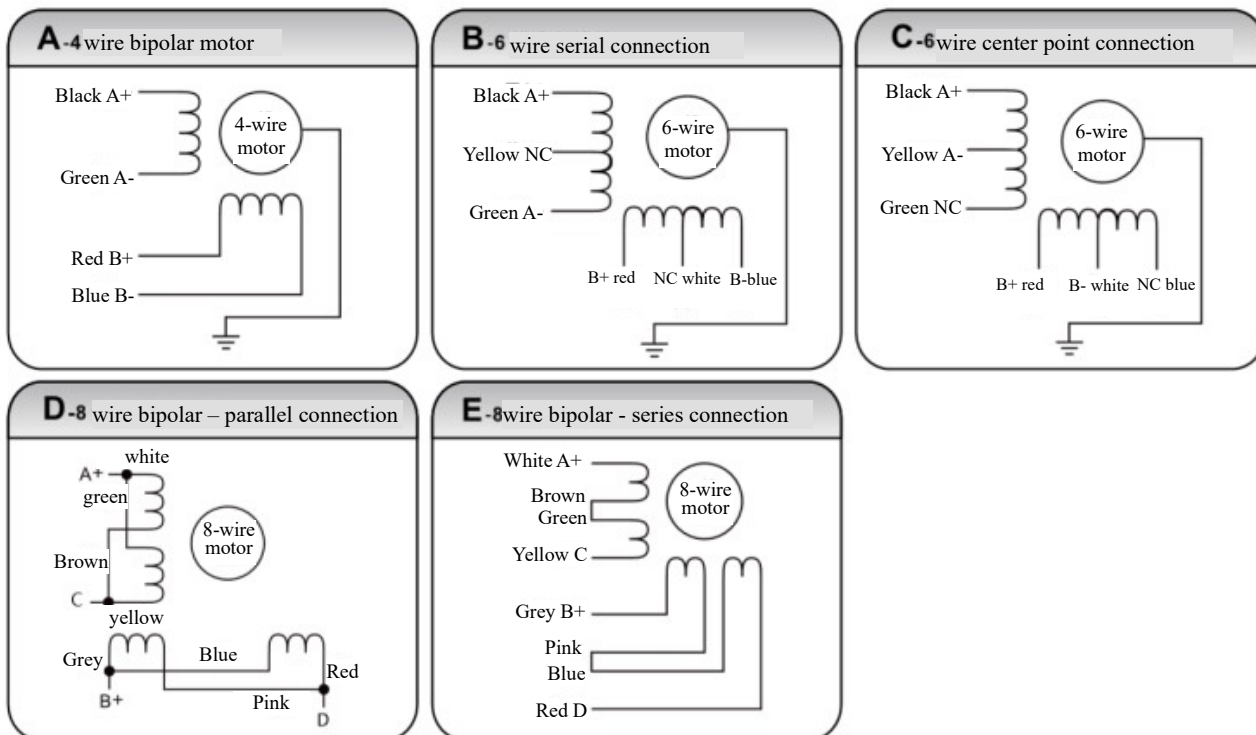 A-4 wire bipolar motor
Black A+
4-wire
motor
Green A-
Red B+
Blue B-
B-6 wire serial connection
Black A+
6-wire
motor
Yellow NC
Green A-
B+ red NC white B-blue
C-6 wire center point connection
Black A+
6-wire
motor
Yellow A-
Green NC
B+ red B- white NC blue
D-8 wire bipolar – parallel connection
white
A+
green
8-wire
motor
Brown
C
yellow
Grey
Blue
Red
B+
Pink
D
E-8wire bipolar - series connection
White A+
8-wire
motor
Brown
Green
Yellow C
Grey B+
Pink
Blue
Red D